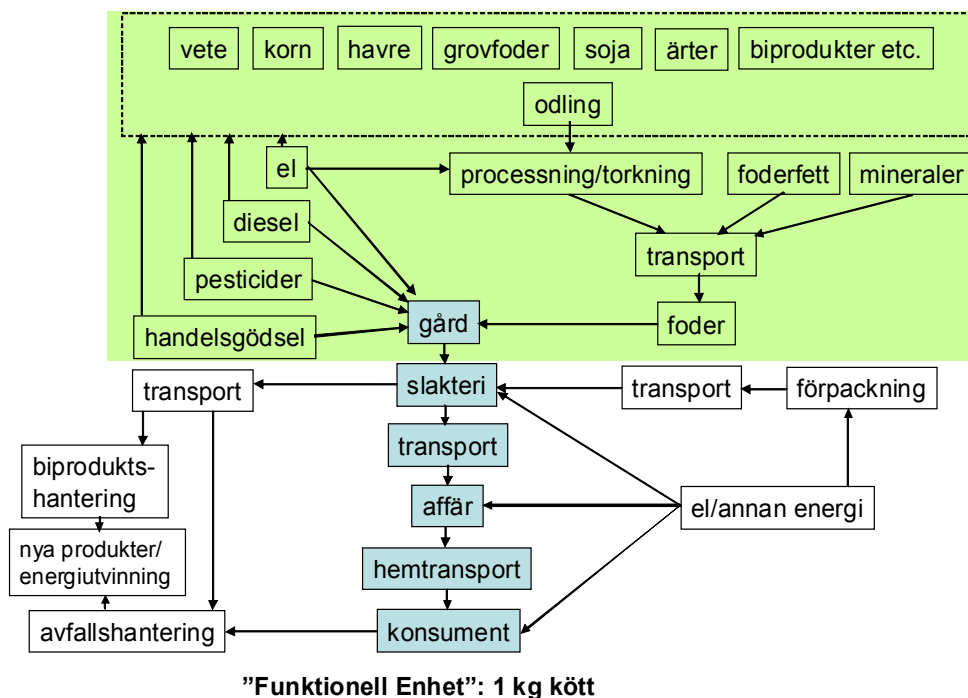 vete korn havre grovfoder soja ärter biprodukter etc.
odling
el processning/torkning foderfett mineraler
diesel
transport
pesticider
gård foder
handelsgödsel
transport slakteri transport förpackning
transport
biprodukts-
hantering
affär el/annan energi
nya produkter/
energiutvinning
hemtransport
avfallshantering konsument
”Funktionell Enhet”: 1 kg kött